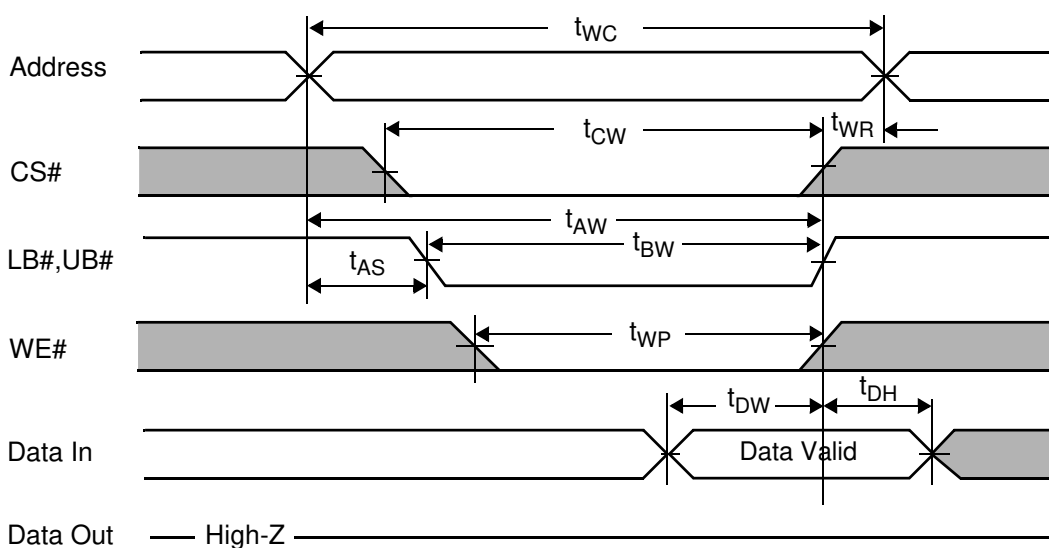 tWC
Address
tCW
tWR
CS#
tAW
tBW
LB#,UB#
tAS
tWP
WE#
tDW
tDH
Data In
Data Valid
Data Out
High-Z